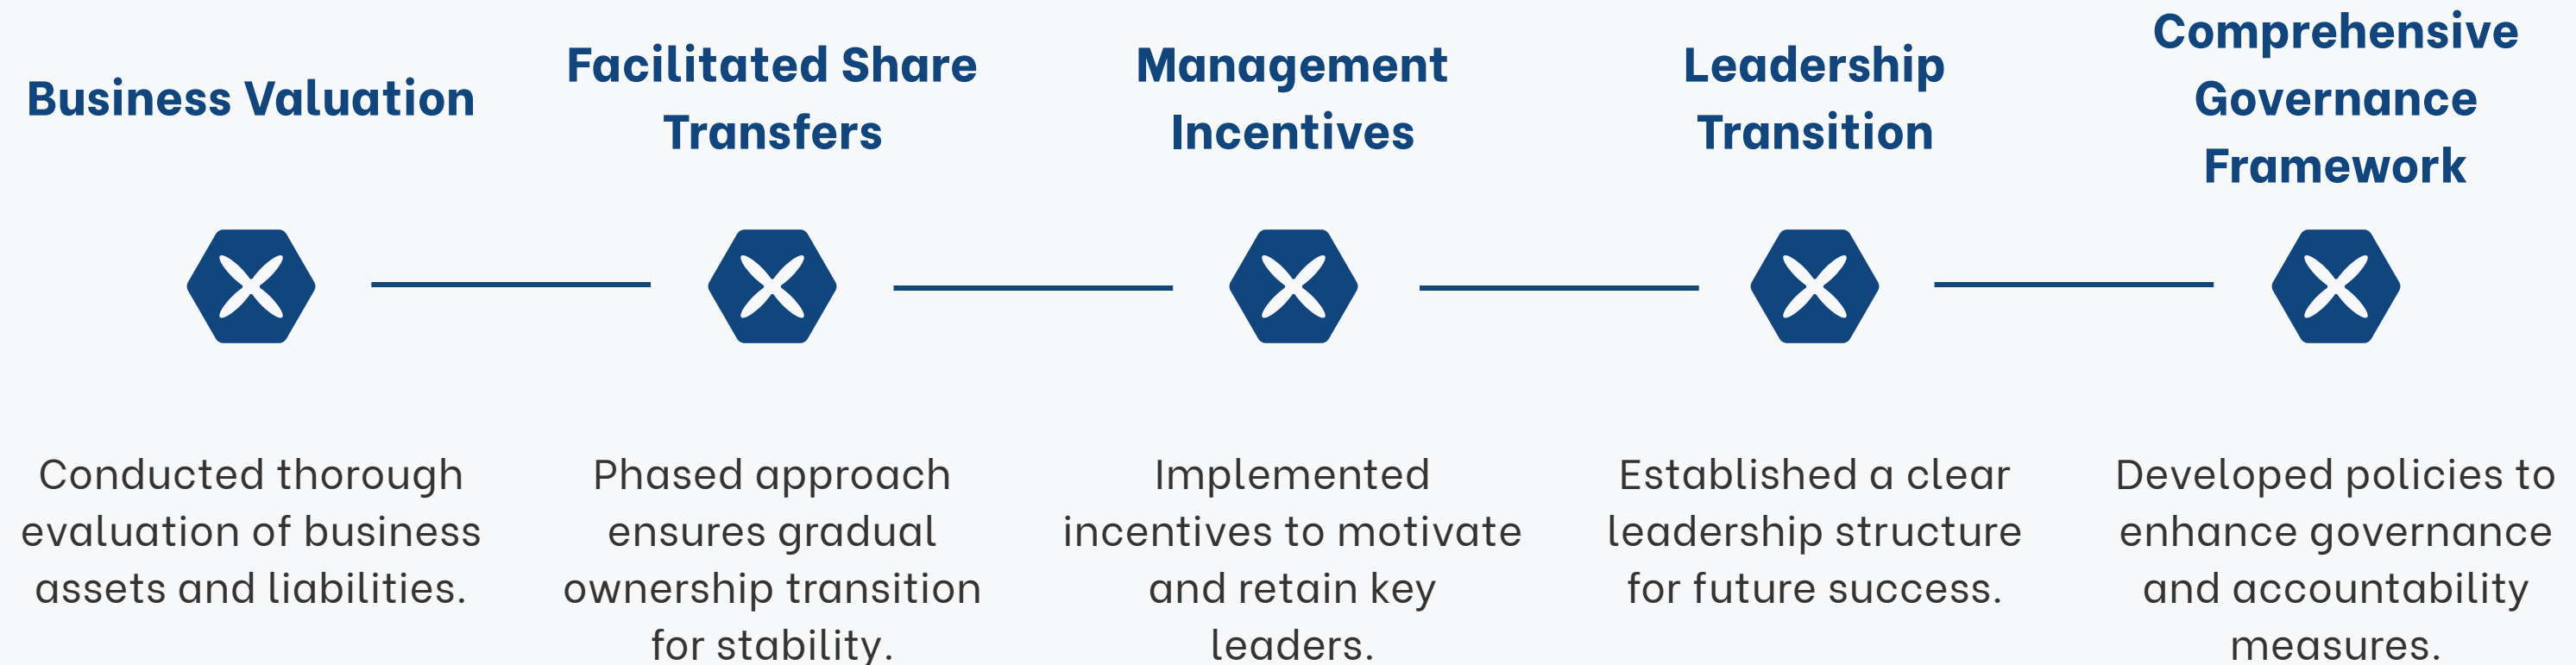 Business Valuation
Facilitated Share
Transfers
Management
Incentives
Leadership
Transition
Comprehensive
Governance
Framework
Conducted thorough
evaluation of business
assets and liabilities.
Phased approach
ensures gradual
ownership transition
for stability.
Implemented
incentives to motivate
and retain key
leaders.
Established a clear
leadership structure
for future success.
Developed policies to
enhance governance
and accountability
measures.